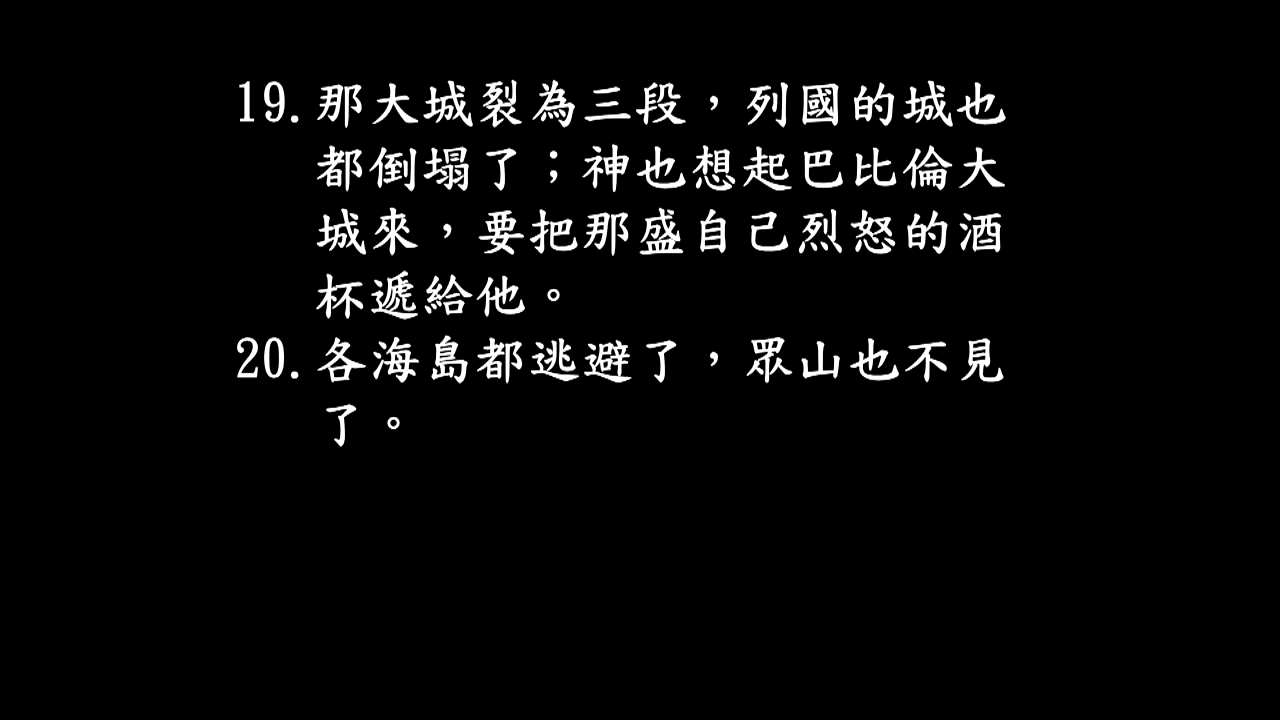 19.那大城裂為三段，列國的城也
都倒塌了；神也想起巴比倫大
城來，要把那盛自己烈怒的酒
杯遞給他。
20.各海島都逃避了，眾山也不見
了。